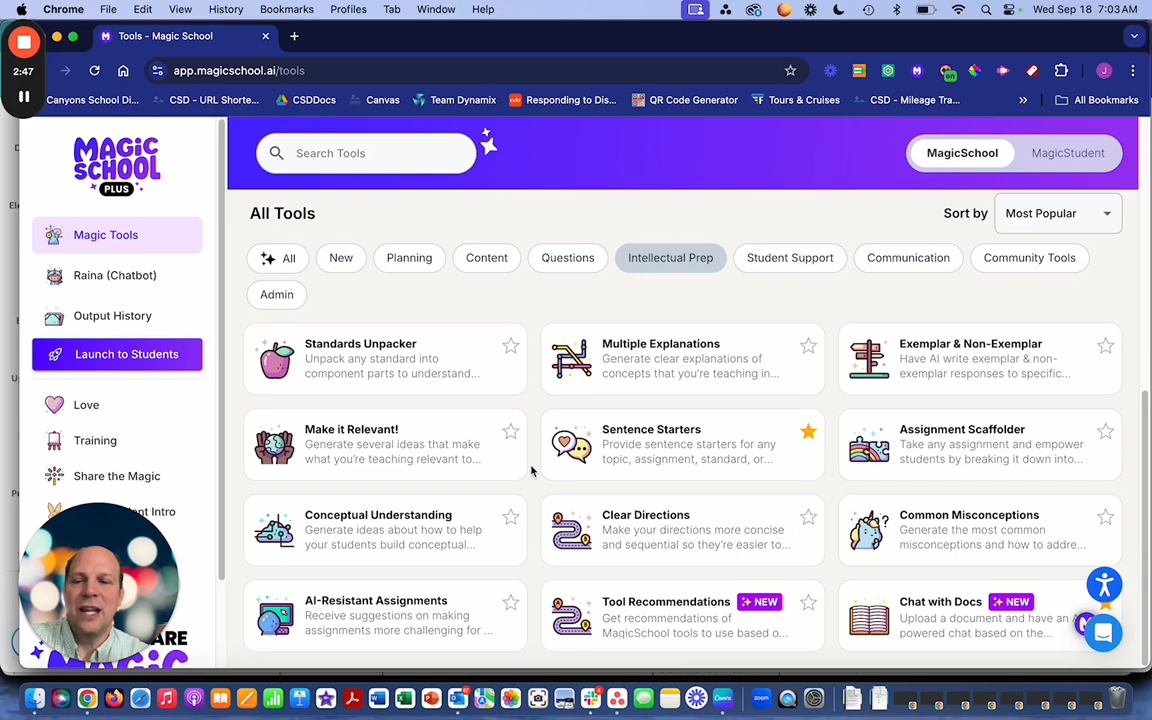 Chrome File Edit View History Bookmarks Profiles Tab Window Help Wed Sep 18 7:03 AM
Tools - Magic School
2:47
app.magicschool.ai/tools
Canyons School Di... CSD - URL Shorte... CSDDocs Canvas Team Dynamix Responding to Dis... QR Code Generator Tours & Cruises CSD - Mileage Tra... All Bookmarks
MAGIC
SCHOOL
PLUS
Search Tools
MagicSchool MagicStudent
Magic Tools
Raina (Chatbot)
Output History
Launch to Students
Love
Training
Share the Magic
nt Intro
ARE
All Tools
Sort by Most Popular
All New Planning Content Questions Intellectual Prep Student Support Communication Community Tools
Admin
Standards Unpacker
Unpack any standard into
component parts to understand...
Multiple Explanations
Generate clear explanations of
concepts that you're teaching in...
Exemplar & Non-Exemplar
Have AI write exemplar & non-
exemplar responses to specific...
Make it Relevant!
Generate several ideas that make
what you're teaching relevant to...
Sentence Starters
Provide sentence starters for any
topic, assignment, standard, or...
Assignment Scaffolder
Take any assignment and empower
students by breaking it down into...
Conceptual Understanding
Generate ideas about how to help
your students build conceptual...
Clear Directions
Make your directions more concise
and sequential so they're easier to...
Common Misconceptions
Generate the most common
misconceptions and how to addre...
AI-Resistant Assignments
Receive suggestions on making
assignments more challenging for ...
Tool Recommendations NEW
Get recommendations of
MagicSchool tools to use based o...
Chat with Docs NEW
Upload a document and have an A
powered chat based on the...